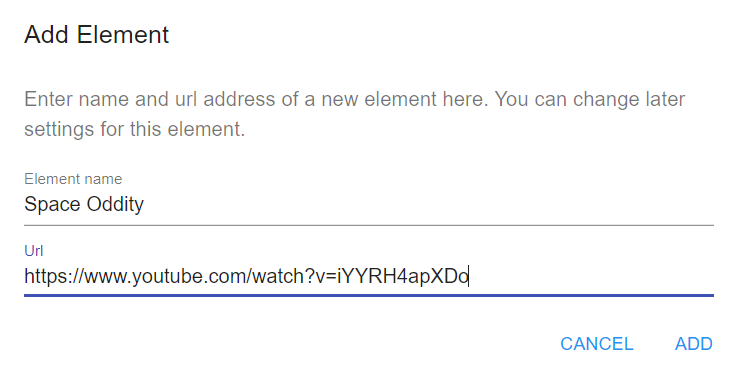 Add Element
Enter name and url address of a new element here. You can change later
settings for this element.
Element name
Space Oddity
Url
https://www.youtube.com/watch?v=iYYRH4apXDo
CANCEL ADD